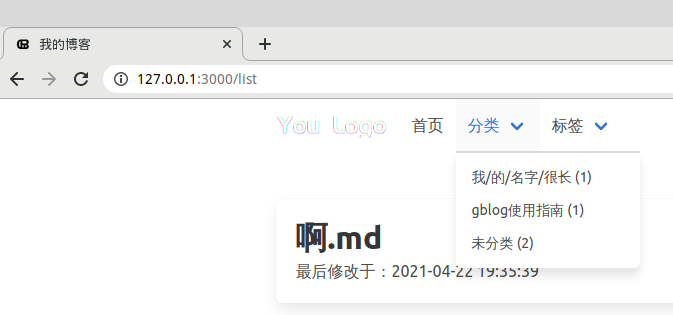 我的博客
127.0.0.1:3000/list
You Logo 首页 分类 标签
我/的/名字/很长 (1)
gblog使用指南 (1)
未分类 (2)
啊.md
最后修改于：2021-04-22 19:35:39